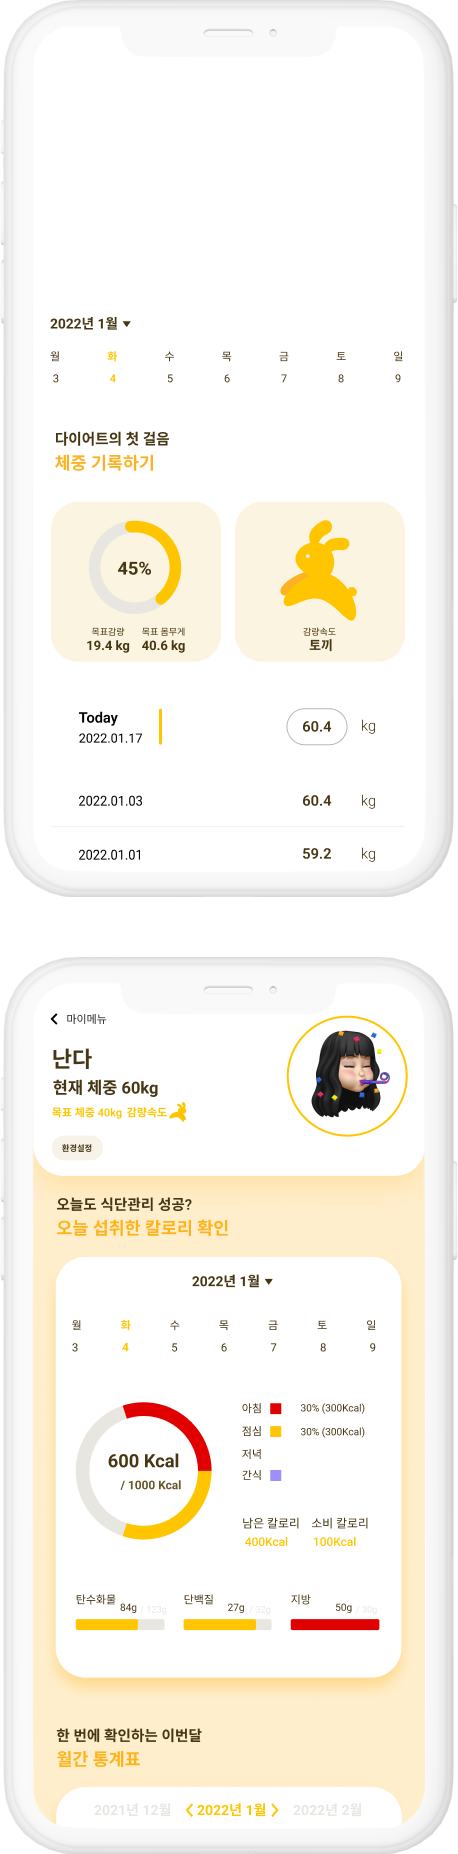 2022년 1월
월 화 수 목 금 토 일
3 4 5 6 7 8 9
다이어트의 첫 걸음
체중 기록하기
45%
목표감량 목표 몸무게
19.4 kg 40.6 kg
감량속도
토끼
Today
2022.01.17
60.4 kg
2022.01.03 60.4 kg
2022.01.01 59.2 kg
마이메뉴
난다
현재 체중 60kg
목표 체중 40kg 감량속도
환경설정
오늘도 식단관리 성공?
오늘 섭취한 칼로리 확인
2022년 1월
월 화 수 목 금 토 일
3 4 5 6 7 8 9
600 Kcal
/ 1000 Kcal
아침 30% (300Kcal)
점심 30% (300Kcal)
저녁
간식
남은 칼로리 소비 칼로리
400Kcal 100Kcal
탄수화물 84g / 123g
단백질 27g / 32g
지방 50g / 30g
한 번에 확인하는 이번달
월간 통계표
2021년 12월 2022년 1월 2022년 2월